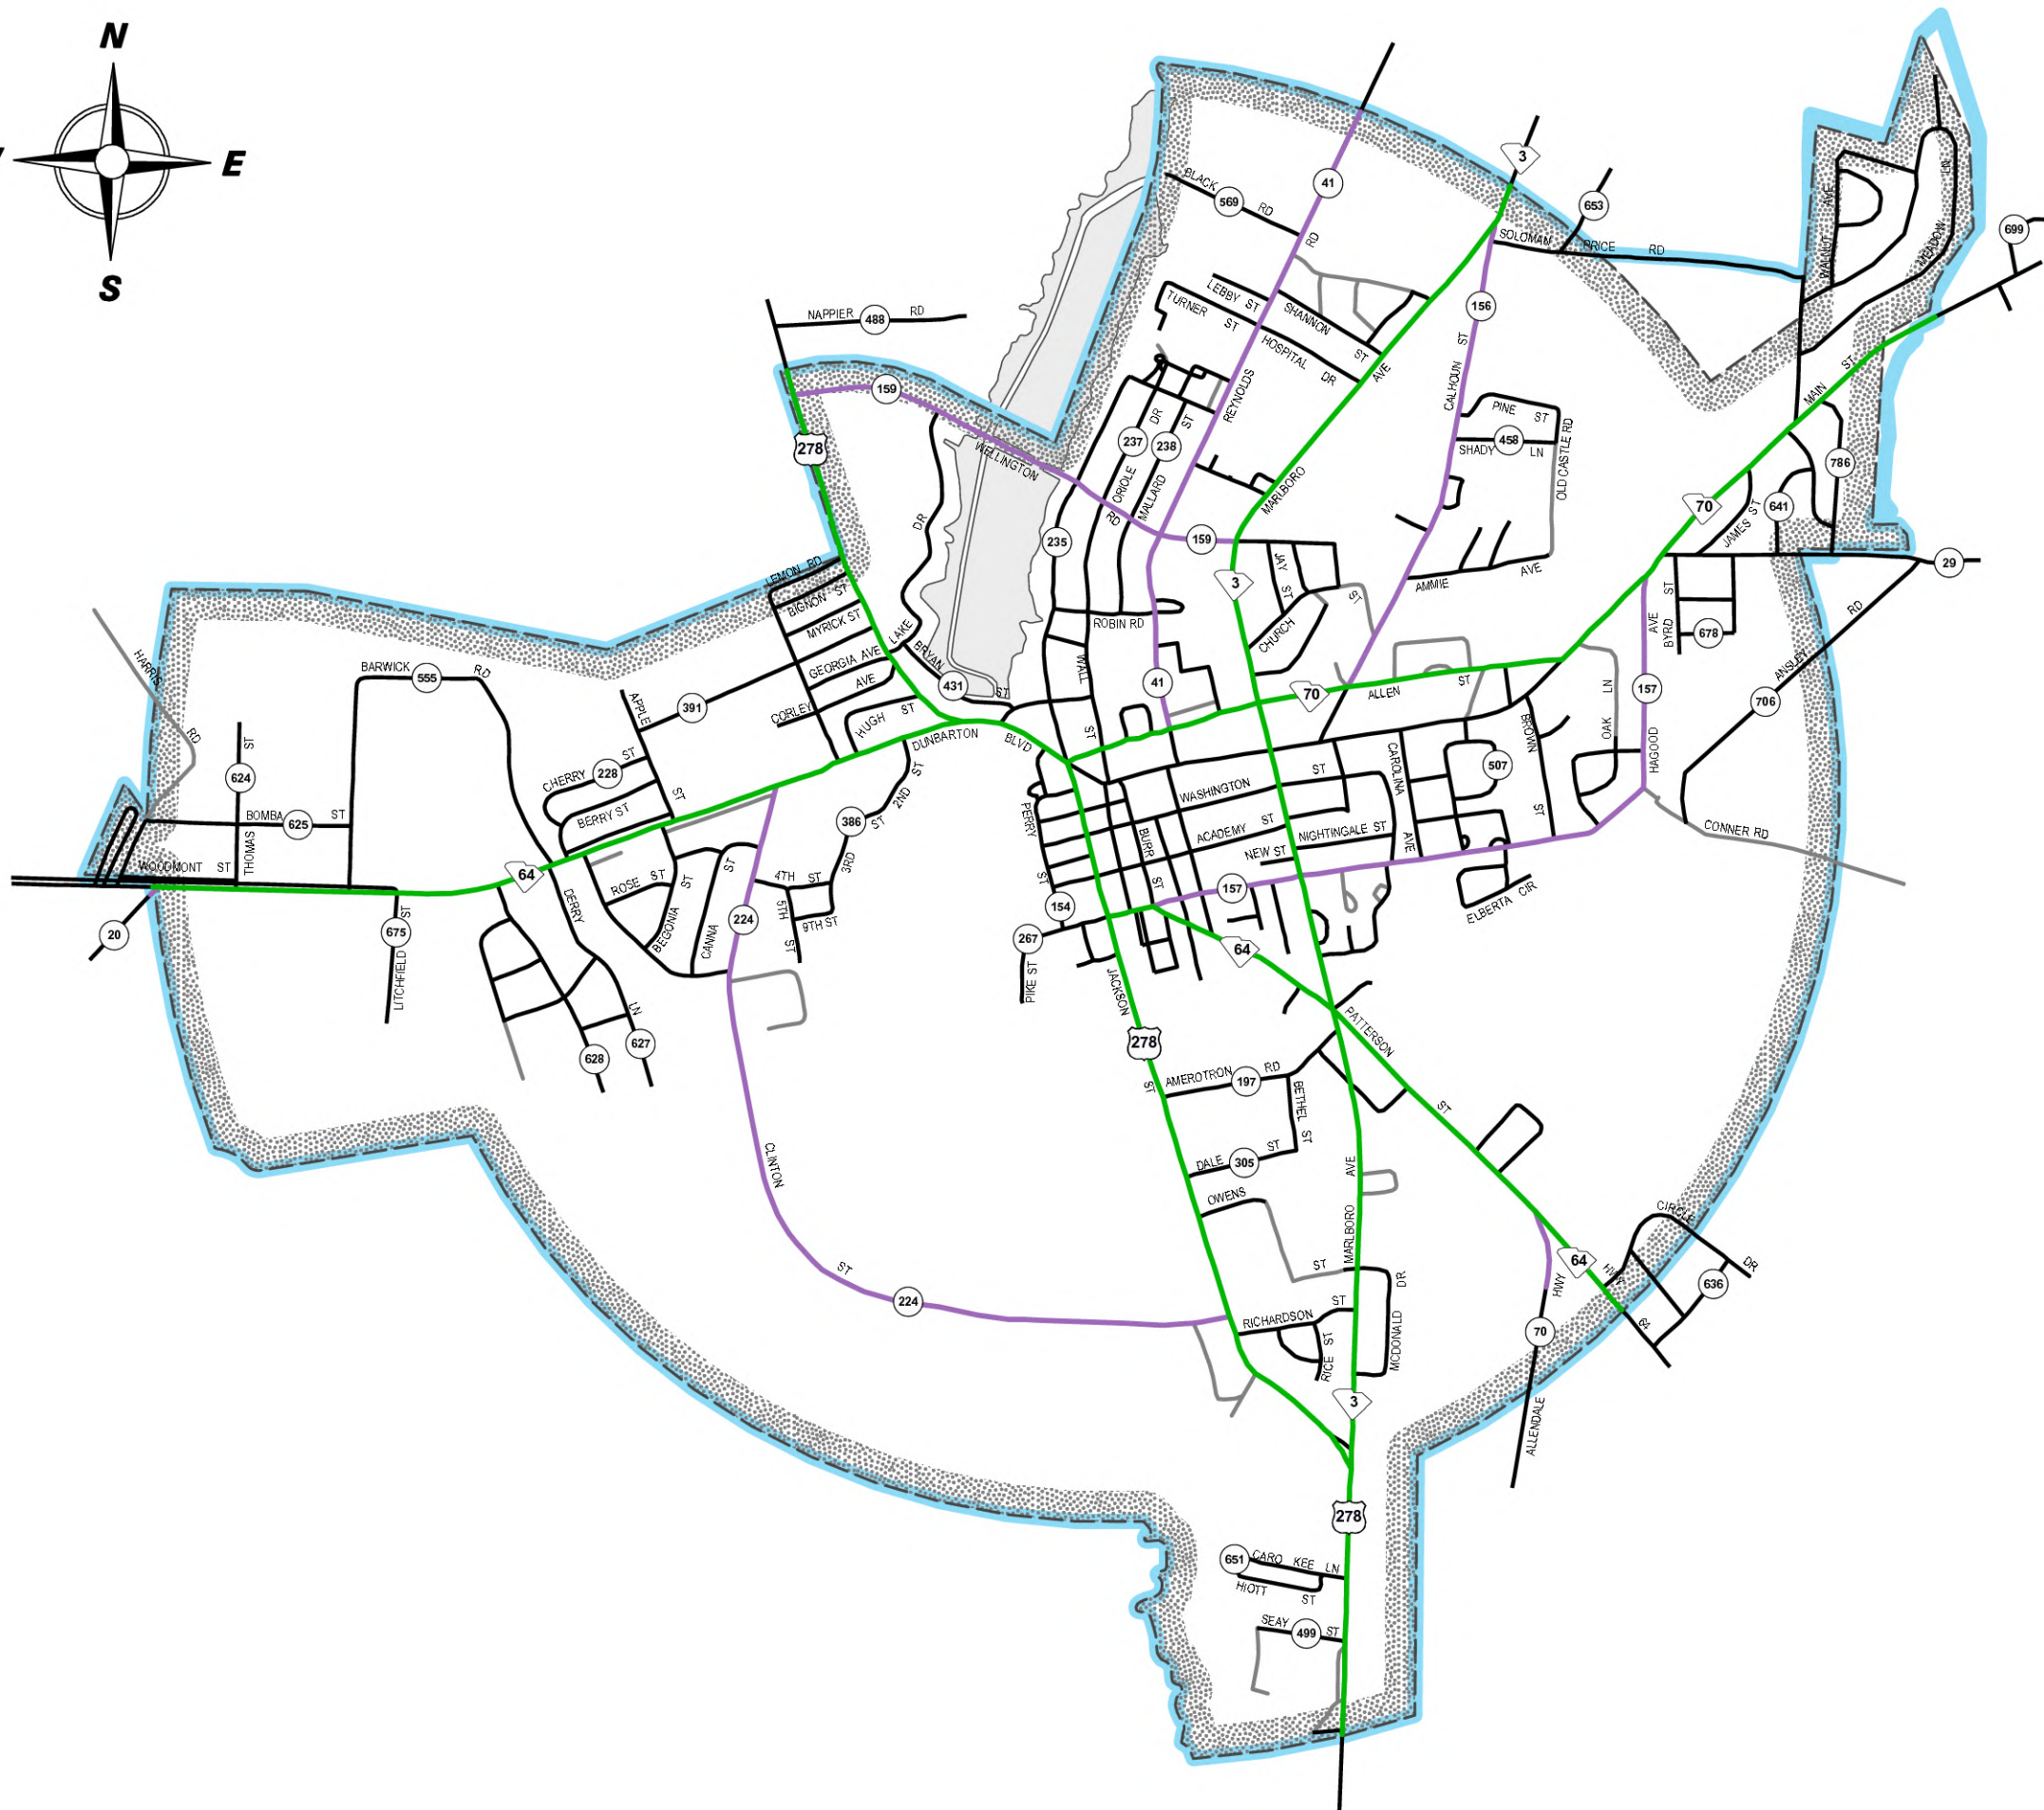 N
E
S
3
41
653
699
BLACK
569
RD
RD
SOLOMAN
PRICE
RD
WALNUT
AVE
MEADOW
LN
NAPPIER
488
RD
LEBBY ST
TURNER
ST
SHANNON
ST
HOSPITAL
DR
AVE
156
CALHOUN
ST
MAIN
ST
159
REYNOLDS
278
WELLINGTON
RD
237
ORIOLE
DR
238
MALLARD
ST
MARLBORO
PINE
ST
458
SHADY
LN
OLD CASTLE RD
786
70
641
JAMES ST
DR
235
159
3
JAY
ST
CHURCH
ST
AMMIE
AVE
29
LEMON RD
BIGNON ST
MYRICK ST
GEORGIA AVE
AVE
CORLEY
LAKE
BRYAN
431
ST
ROBIN RD
WALL
ST
41
70
ALLEN
ST
BYRD
ST
678
ANSLEY
RD
706
AVE
157
HAGOOD
OAK
LN
HARRIS
RD
BARWICK
555
RD
APPLE
ST
391
HUGH
ST
DUNBARTON
BLVD
624
ST
THOMAS
CHERRY
228
ST
BERRY ST
BOMBA
625
ST
WOODMONT
ST
2ND
ST
386
ST
3RD
PERRY
ST
WASHINGTON
ST
ACADEMY
ST
BURR
ST
NEW ST
NIGHTINGALE ST
CAROLINA
AVE
507
BROWN
ST
CONNER RD
64
20
675
ST
LITCHFIELD
DERRY
LN
ROSE
ST
BEGONIA
ST
CANNA
ST
224
4TH
ST
5TH
ST
9TH ST
154
267
PIKE ST
157
64
ELBERTA
CIR
628
627
JACKSON
ST
278
PATTERSON
ST
AMEROTRON
197
RD
BETHEL
ST
DALE
305
ST
OWENS
ST
AVE
MARLBORO
CLINTON
ST
224
RICHARDSON
ST
RICE
ST
MCDONALD
DR
CIRCLE
DR
636
64
HWY
64
HWY
70
ALLENDALE
3
278
651
CARO
KEE
LN
HIOTT
ST
SEAY
499
ST